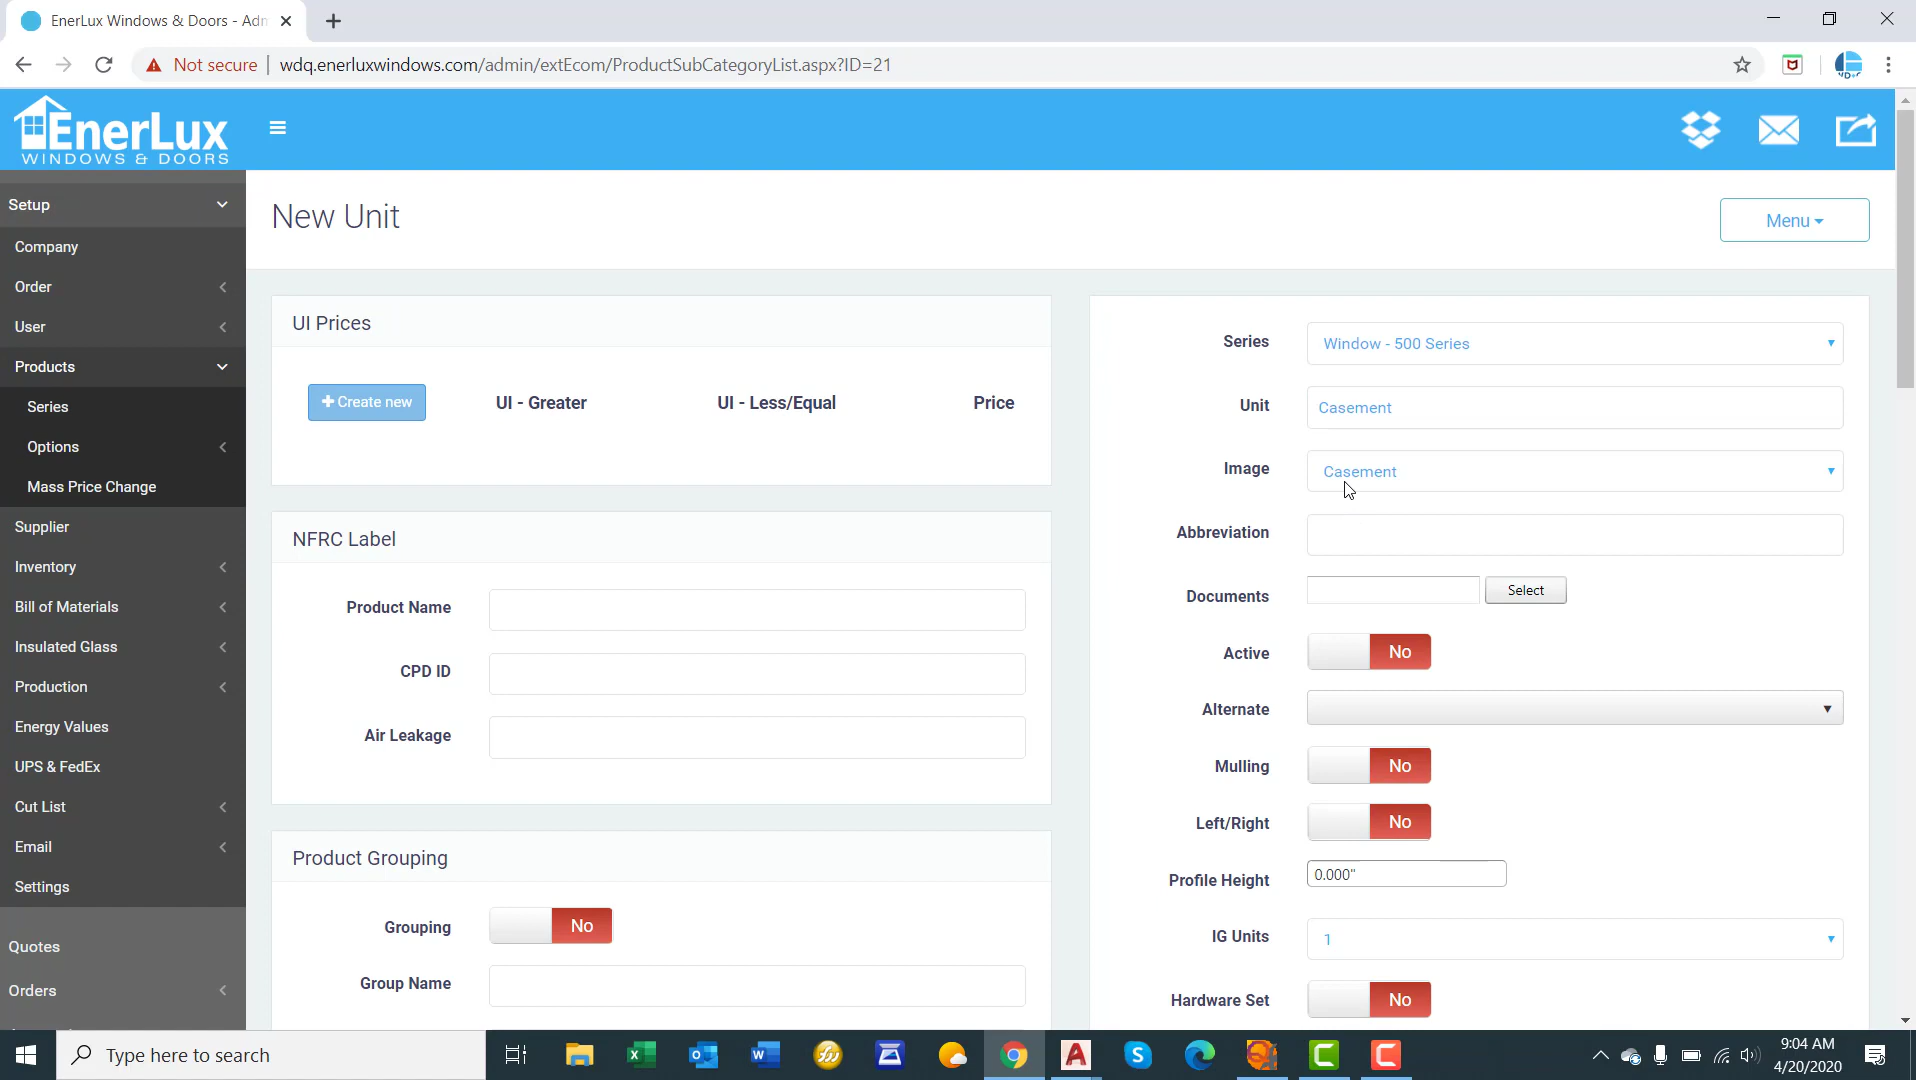 EnerLux Windows & Doors - Adm
Not secure
wdq.enerluxwindows.com/admin/extEcom/ProductSubCategoryList.aspx?ID=21
EnerLux
WINDOWS & DOORS
Setup
Company
Order
User
Products
Series
Options
Mass Price Change
Supplier
Inventory
Bill of Materials
Insulated Glass
Production
Energy Values
UPS & FedEx
Cut List
Email
Settings
Quotes
Orders
New Unit
Menu
UI Prices
Create new
UI - Greater
UI - Less/Equal
Price
NFRC Label
Product Name
CPD ID
Air Leakage
Product Grouping
Grouping
No
Group Name
Series
Window - 500 Series
Unit
Casement
Image
Casement
Abbreviation
Documents
Select
Active
No
Alternate
Mulling
No
Left/Right
No
Profile Height
0.000"
IG Units
1
Hardware Set
No
Type here to search
9:04 AM
4/20/2020